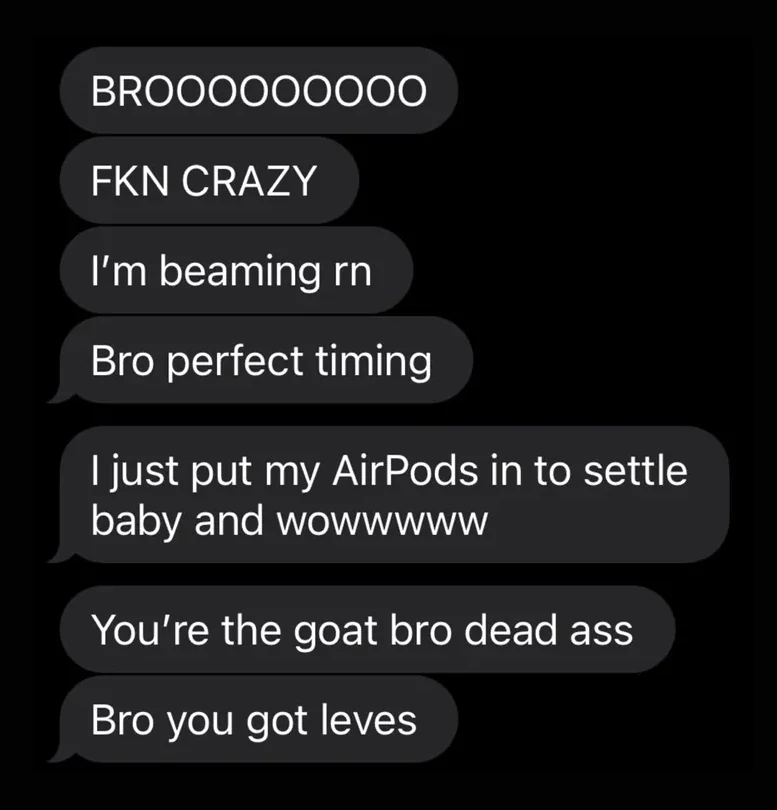 BROOOOOOOOO
FKN CRAZY
I’m beaming rn
Bro perfect timing
I just put my AirPods in to settle
baby and wowwwww
You’re the goat bro dead ass
Bro you got leves